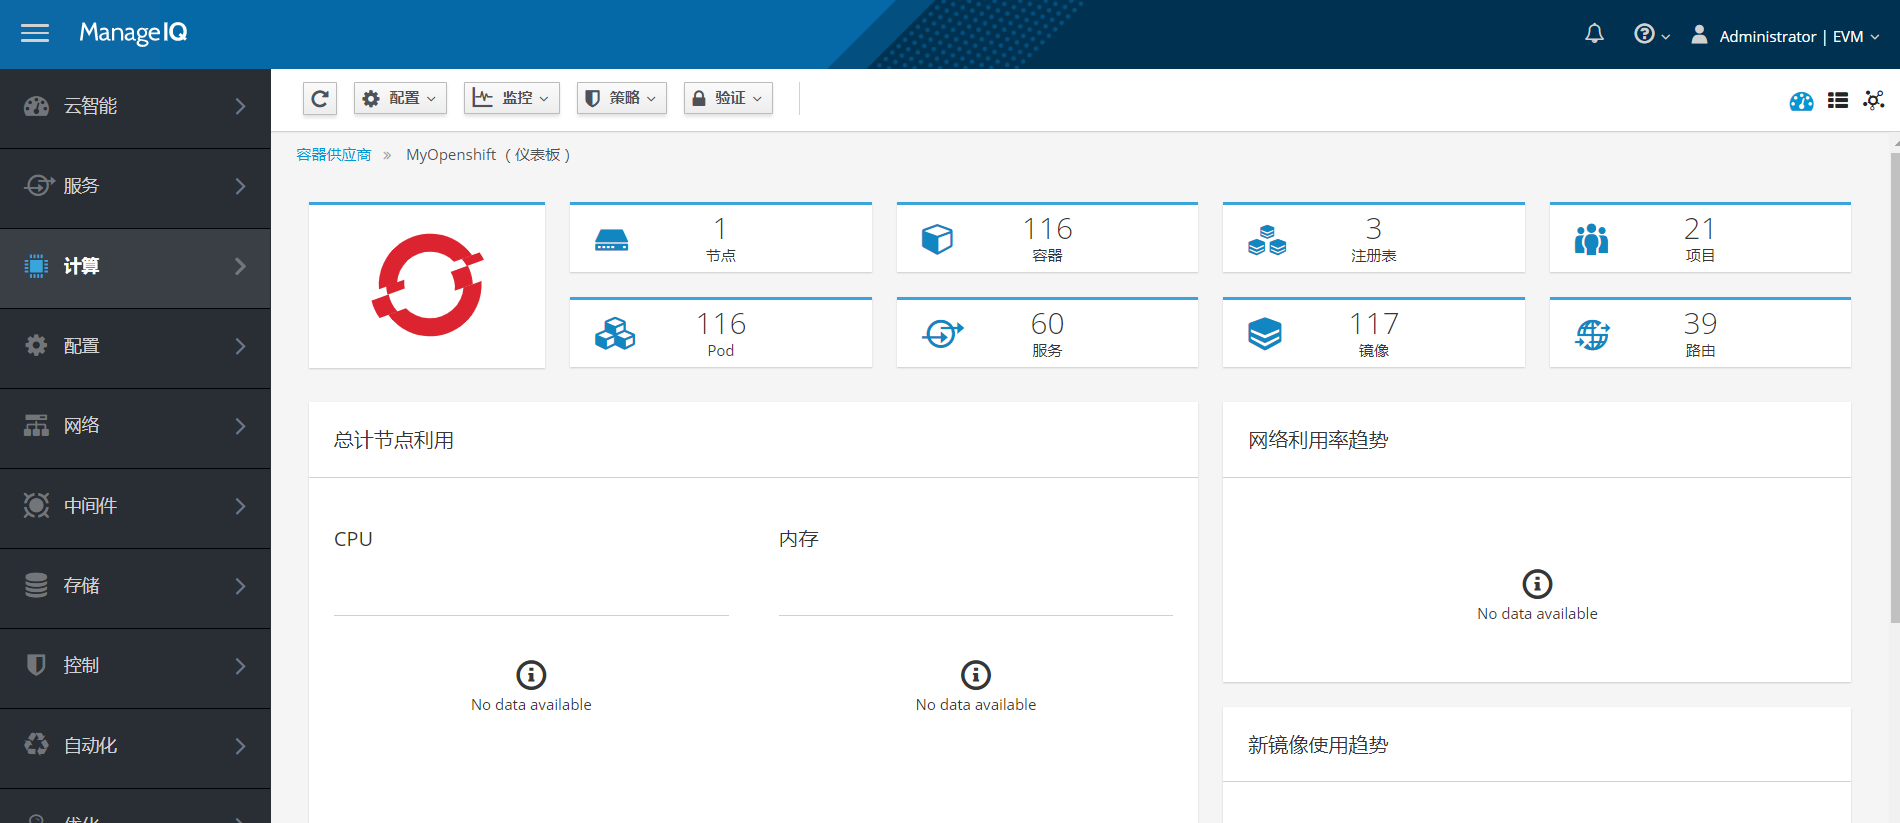 ManageIQ
Administrator | EVM
云智能
服务
计算
配置
网络
中间件
存储
控制
自动化
优化
配置
监控
策略
验证
容器供应商 » MyOpenshift （仪表板）
1
节点
116
容器
3
注册表
21
项目
116
Pod
60
服务
117
镜像
39
路由
总计节点利用
CPU
No data available
内存
No data available
网络利用率趋势
No data available
新镜像使用趋势